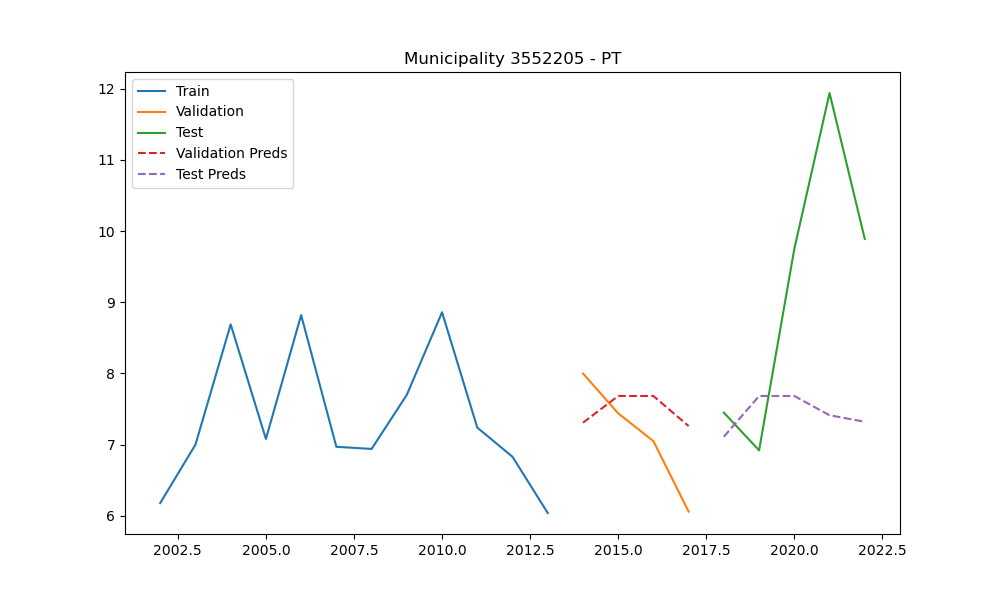 Municipality 3552205 - PT
Train
Validation
Test
Validation Preds
Test Preds
12
11
10
9
8
7
6
2002.5 2005.0 2007.5 2010.0 2012.5 2015.0 2017.5 2020.0 2022.5